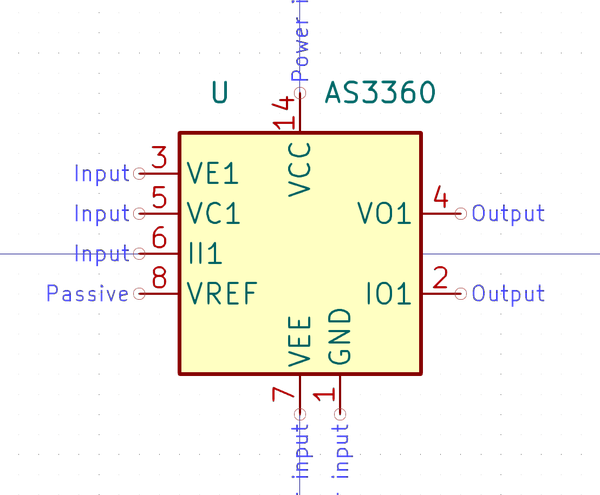 Power i
U
AS3360
14
VCC
Input 3 VE1
Input 5 VC1
VO1 4 Output
Input 6 II1
Passive 8 VREF
IO1 2 Output
VEE
GND
7
1
input
input